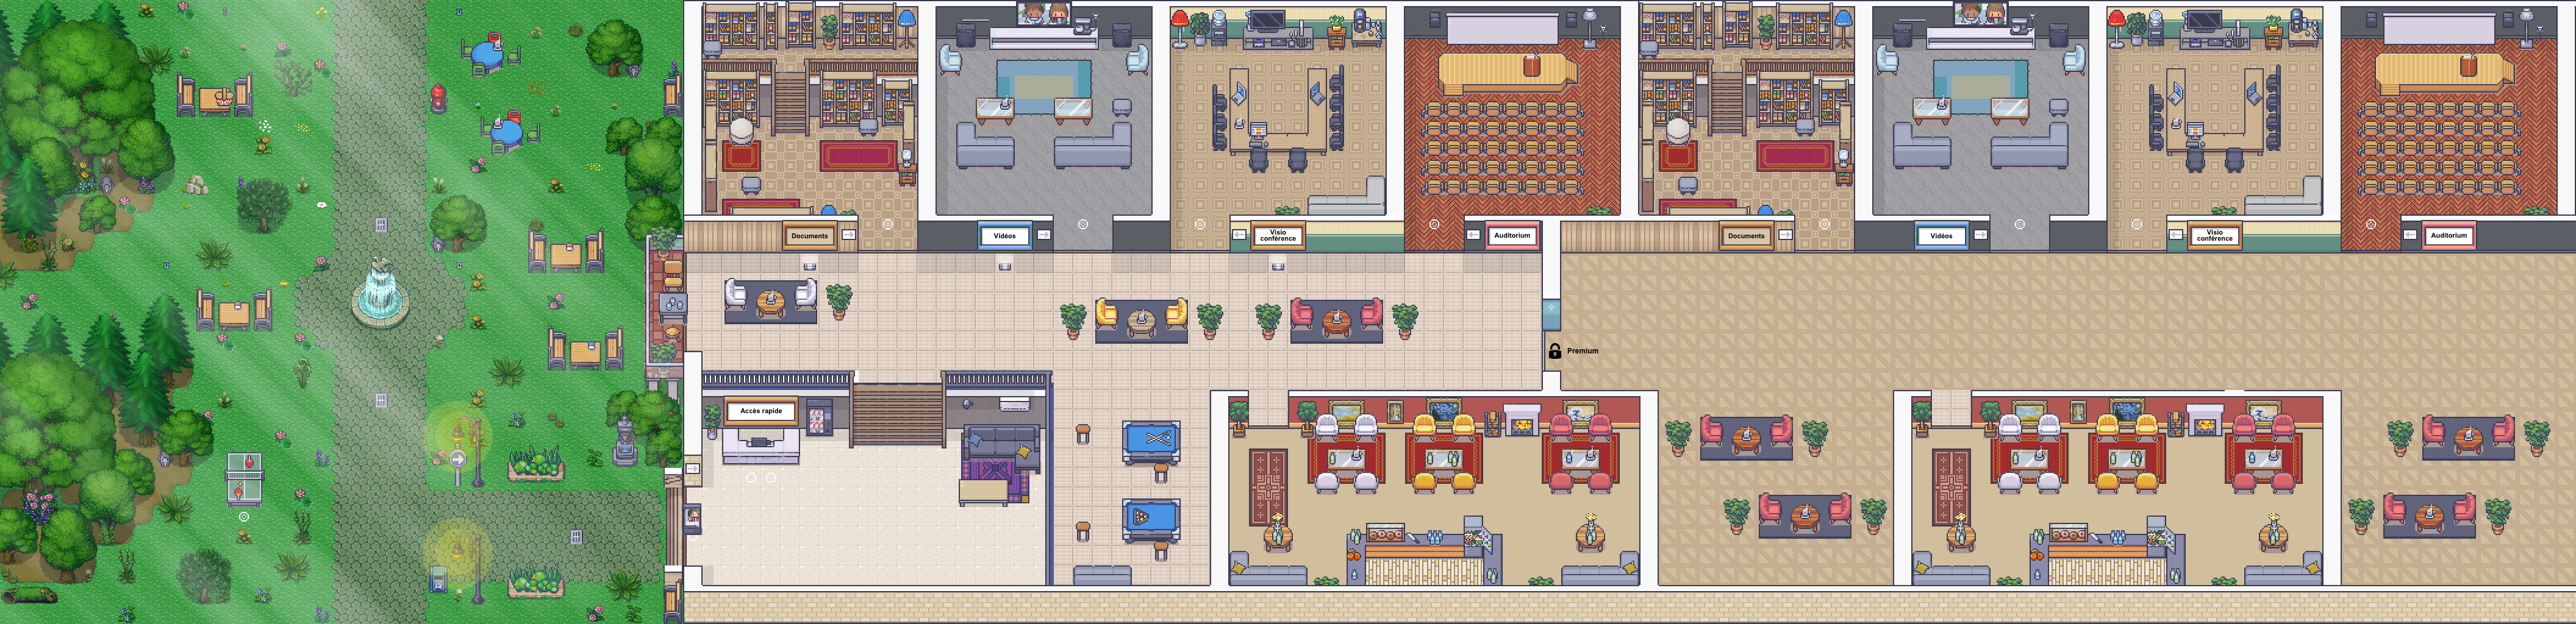 Documents
Vidéos
Visio
conférence
Auditorium
Documents
Vidéos
Visio
conférence
Auditorium
Premium
Accès rapide